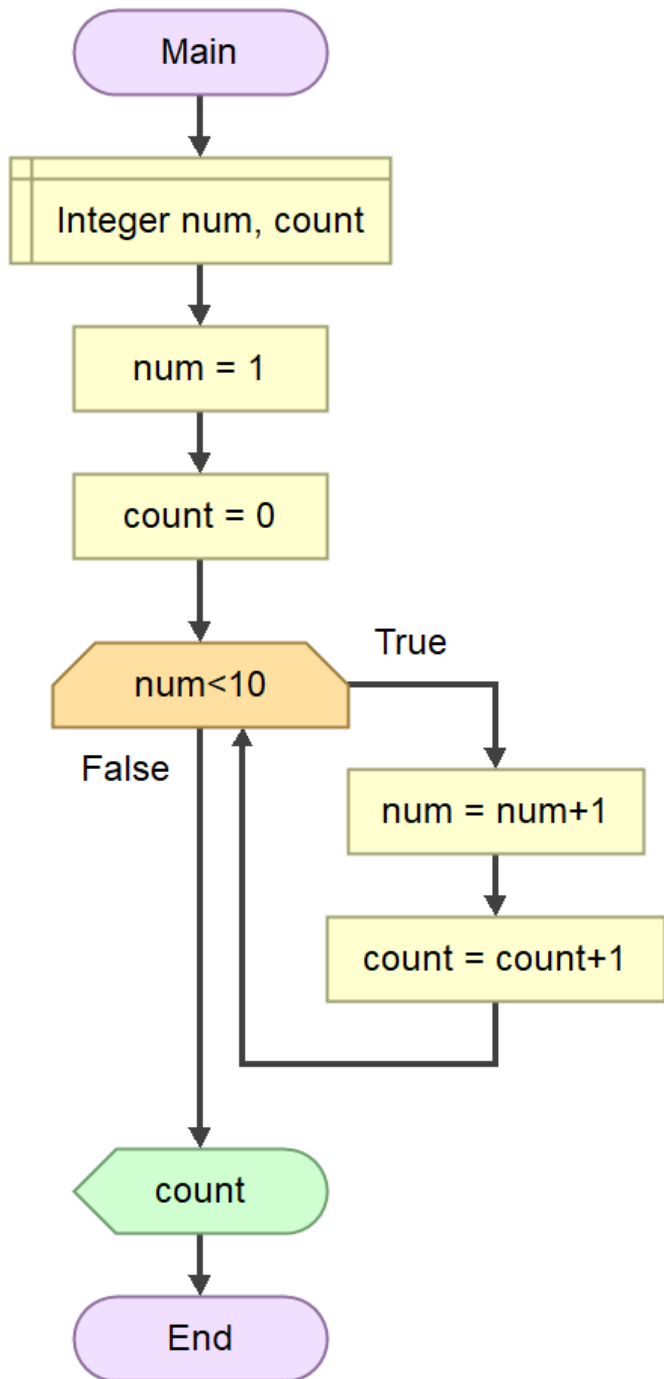 Main
Integer num, count
num = 1
count = 0
num<10
True
False
num = num+1
count = count+1
count
End